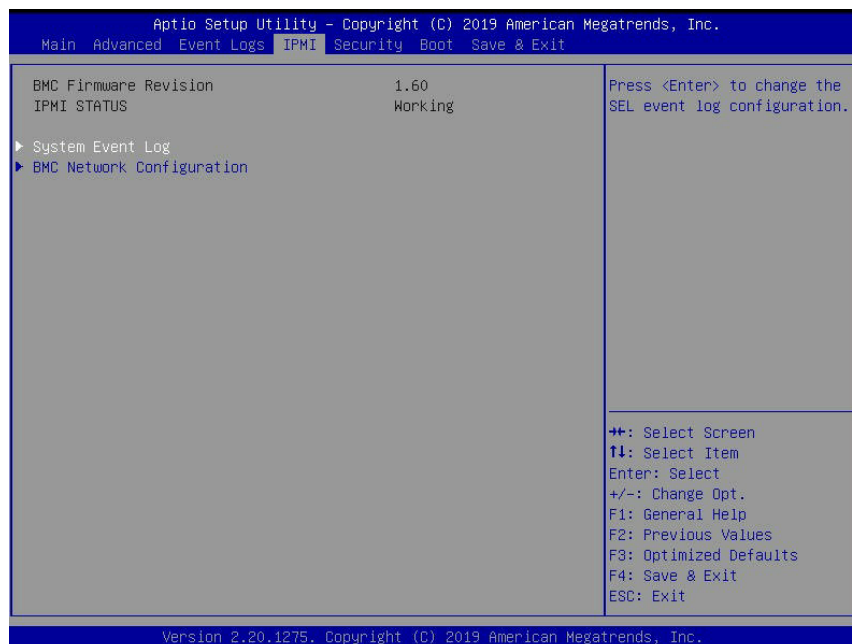 Aptio Setup Utility – Copyright (C) 2019 American Megatrends, Inc.
Main Advanced Event Logs IPMI Security Boot Save & Exit
BMC Firmware Revision 1.60
IPMI STATUS Working
System Event Log
BMC Network Configuration
Press <Enter> to change the
SEL event log configuration.
→←: Select Screen
↑↓: Select Item
Enter: Select
+/-: Change Opt.
F1: General Help
F2: Previous Values
F3: Optimized Defaults
F4: Save & Exit
ESC: Exit
Version 2.20.1275. Copyright (C) 2019 American Megatrends, Inc.